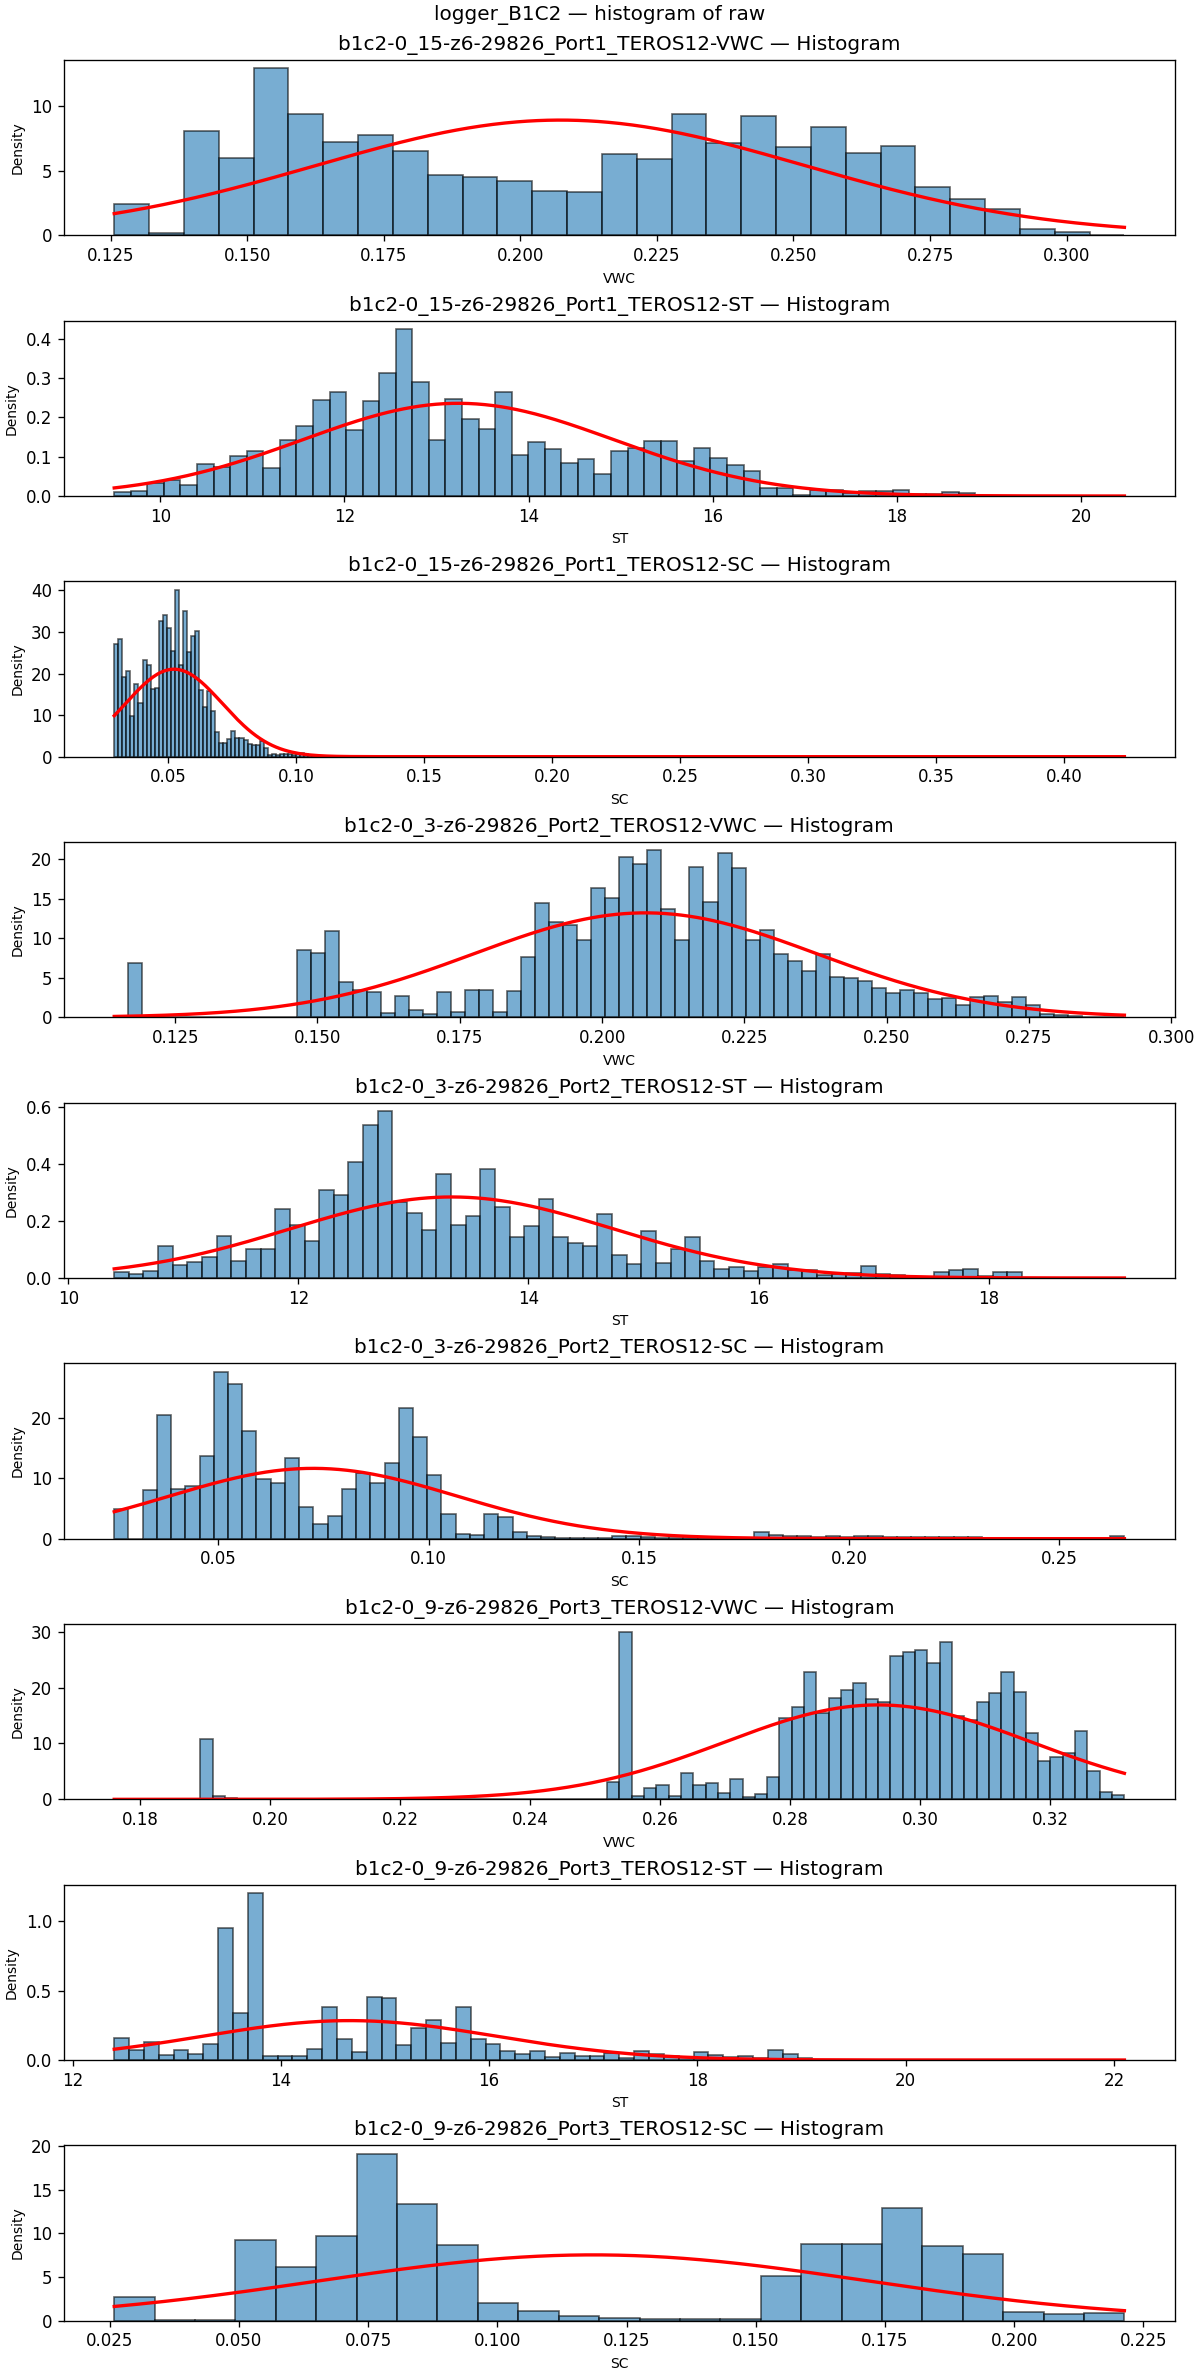 logger_B1C2 — histogram of raw
b1c2-0_15-z6-29826_Port1_TEROS12-VWC — Histogram
Density
10
5
0
0.125 0.150 0.175 0.200 0.225 0.250 0.275 0.300
VWC
b1c2-0_15-z6-29826_Port1_TEROS12-ST — Histogram
Density
0.4
0.3
0.2
0.1
0.0
10 12 14 16 18 20
ST
b1c2-0_15-z6-29826_Port1_TEROS12-SC — Histogram
Density
40
30
20
10
0
0.05 0.10 0.15 0.20 0.25 0.30 0.35 0.40
SC
b1c2-0_3-z6-29826_Port2_TEROS12-VWC — Histogram
Density
20
15
10
5
0
0.125 0.150 0.175 0.200 0.225 0.250 0.275 0.300
VWC
b1c2-0_3-z6-29826_Port2_TEROS12-ST — Histogram
Density
0.6
0.4
0.2
0.0
10 12 14 16 18
ST
b1c2-0_3-z6-29826_Port2_TEROS12-SC — Histogram
Density
20
10
0
0.05 0.10 0.15 0.20 0.25
SC
b1c2-0_9-z6-29826_Port3_TEROS12-VWC — Histogram
Density
30
20
10
0
0.18 0.20 0.22 0.24 0.26 0.28 0.30 0.32
VWC
b1c2-0_9-z6-29826_Port3_TEROS12-ST — Histogram
Density
1.0
0.5
0.0
12 14 16 18 20 22
ST
b1c2-0_9-z6-29826_Port3_TEROS12-SC — Histogram
Density
20
15
10
5
0
0.025 0.050 0.075 0.100 0.125 0.150 0.175 0.200 0.225
SC